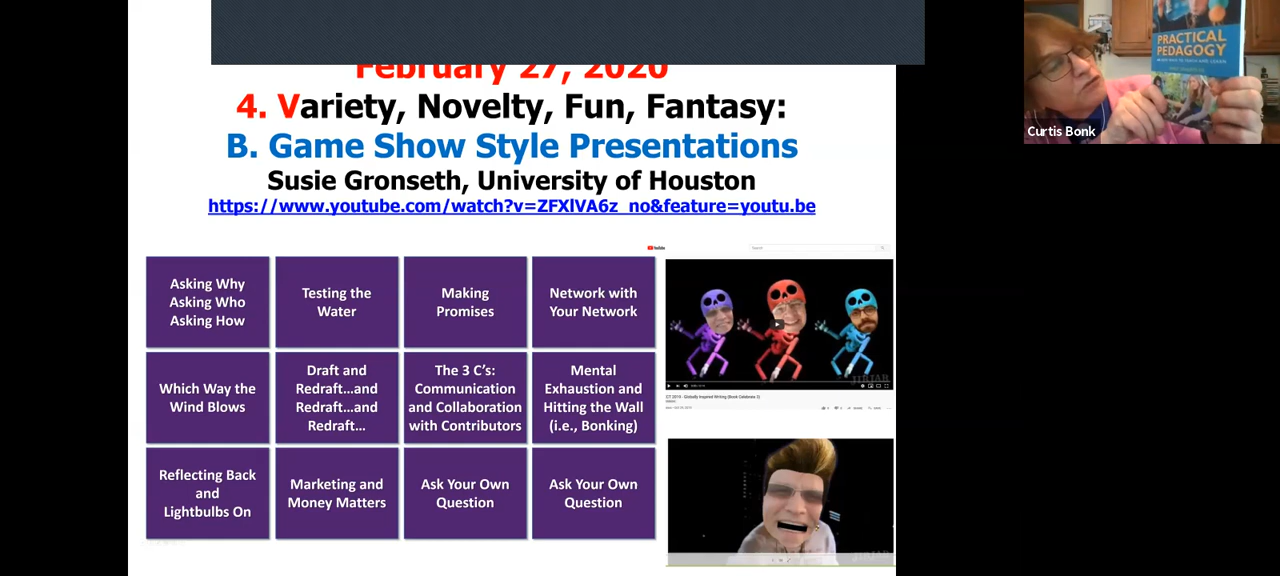 February 27, 2020
4. Variety, Novelty, Fun, Fantasy:
B. Game Show Style Presentations
Susie Gronseth, University of Houston
https://www.youtube.com/watch?v=ZFXlVA6z_no&feature=youtu.be
Asking Why
Asking Who
Asking How
Testing the
Water
Making
Promises
Network with
Your Network
Which Way the
Wind Blows
Draft and
Redraft...and
Redraft...and
Redraft...
The 3 C's:
Communication
and Collaboration
with Contributors
Mental
Exhaustion and
Hitting the Wall
(i.e., Bonking)
Reflecting Back
and
Lightbulbs On
Marketing and
Money Matters
Ask Your Own
Question
Ask Your Own
Question
YouTube
Search
JIBJAB
PRACTICAL
PEDAGOGY
Curtis Bonk